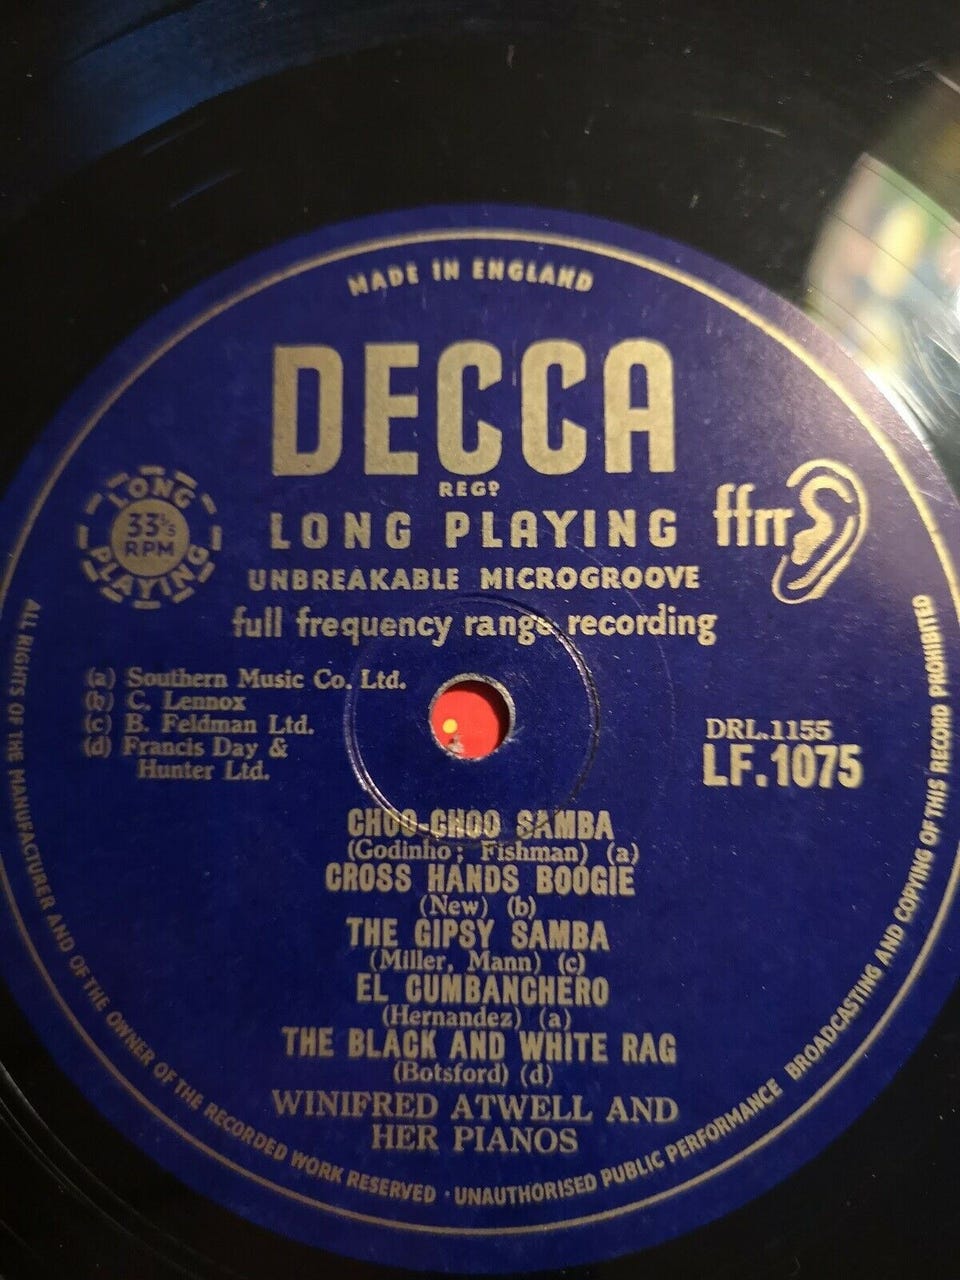 MADE IN ENGLAND
DECCA
REGD
LONG PLAYING
33⅓
RPM
LONG PLAYING
ffrr
UNBREAKABLE MICROGROOVE
full frequency range recording
(a) Southern Music Co. Ltd.
(b) C. Lennox
(c) B. Feldman Ltd.
(d) Francis Day &
Hunter Ltd.
DRL.1155
LF.1075
CHOO-CHOO SAMBA
(Godinho; Fishman) (a)
CROSS HANDS BOOGIE
(New) (b)
THE GIPSY SAMBA
(Miller, Mann) (c)
EL CUMBANCHERO
(Hernandez) (a)
THE BLACK AND WHITE RAG
(Botsford) (d)
WINIFRED ATWELL AND
HER PIANOS
ALL RIGHTS OF THE MANUFACTURER AND OF THE OWNER OF THE RECORDED WORK RESERVED · UNAUTHORISED PUBLIC PERFORMANCE BROADCASTING AND COPYING OF THIS RECORD PROHIBITED